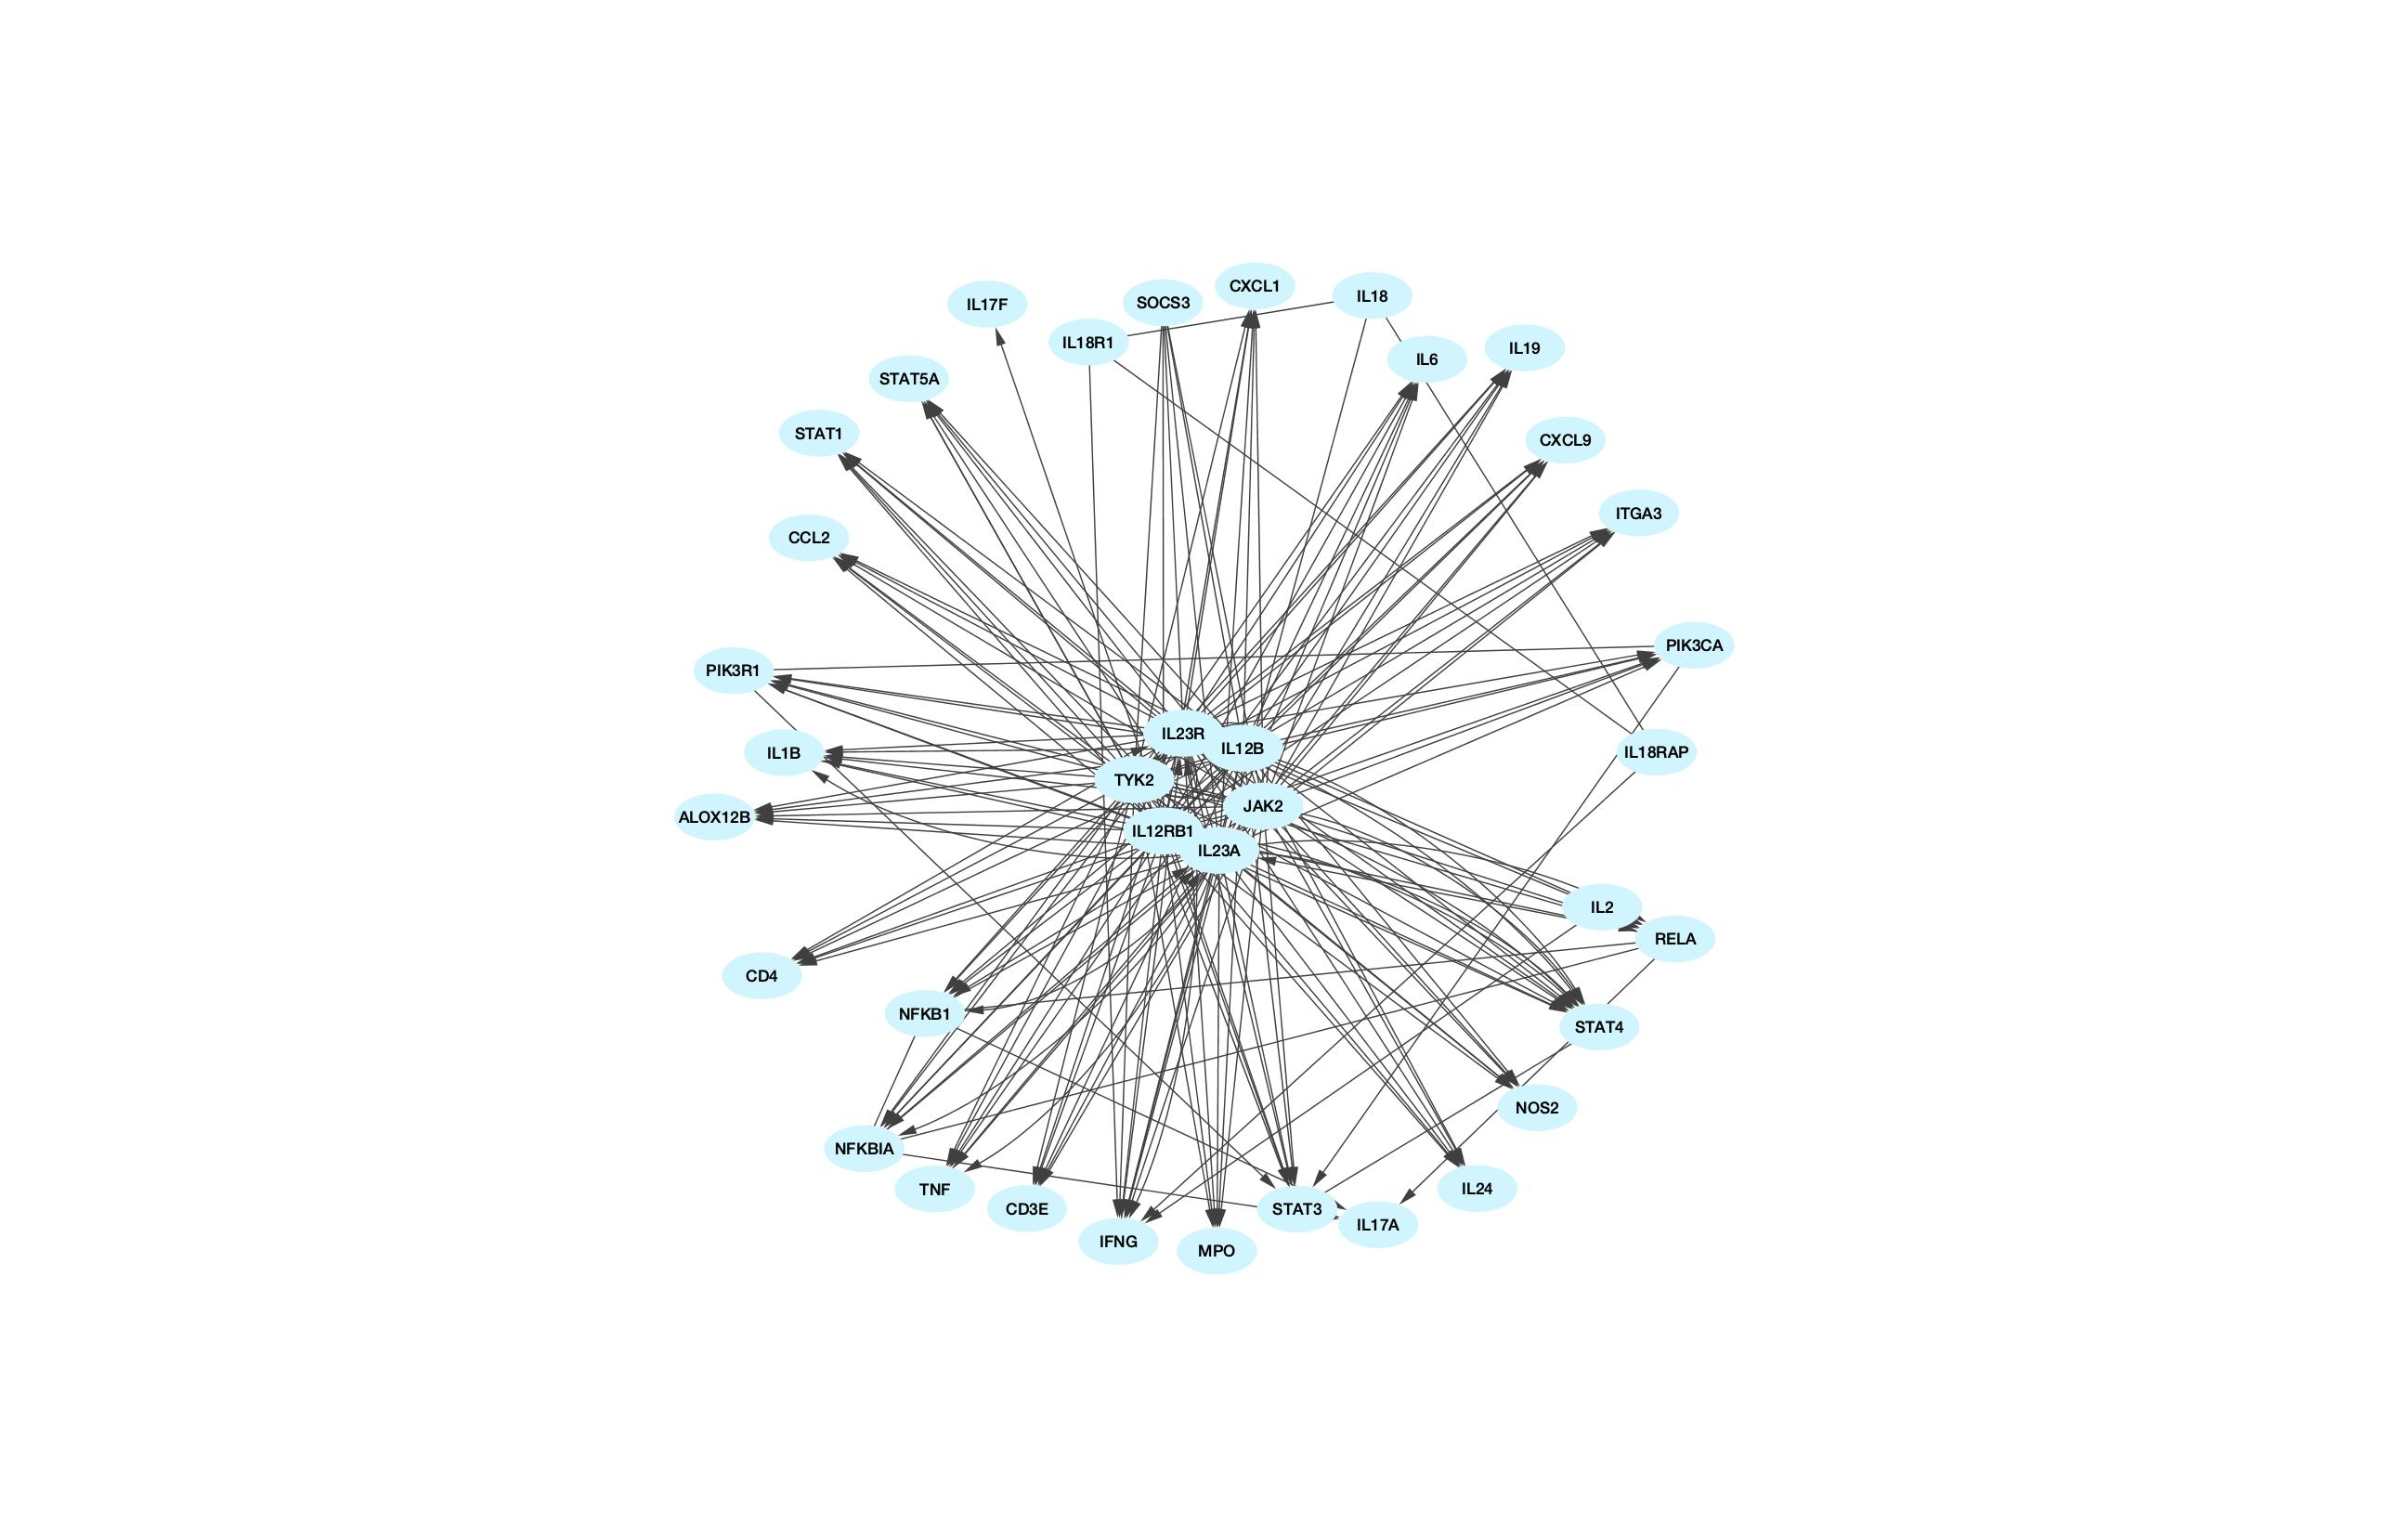 CXCL1
IL18
SOCS3
IL17F
IL18R1
IL19
IL6
STAT5A
STAT1
CXCL9
ITGA3
CCL2
PIK3CA
PIK3R1
IL23R
IL12B
IL1B
IL18RAP
TYK2
JAK2
ALOX12B
IL12RB1
IL23A
IL2
RELA
CD4
NFKB1
STAT4
NOS2
NFKBIA
TNF
IL24
CD3E
STAT3
IL17A
IFNG
MPO